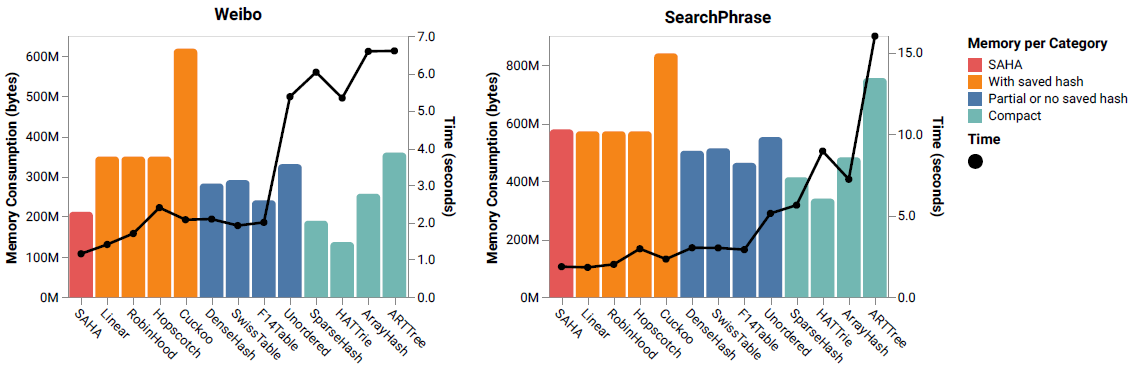 Weibo
Memory Consumption (bytes)
600M
500M
400M
300M
200M
100M
0M
7.0
6.0
5.0
4.0
3.0
2.0
1.0
0.0
Time (seconds)
SAHA
Linear
RobinHood
Hopscotch
Cuckoo
DenseHash
SwissTable
F14Table
Unordered
SparseHash
HATTrie
ArrayHash
ARTTree
SearchPhrase
Memory Consumption (bytes)
800M
600M
400M
200M
0M
15.0
10.0
5.0
0.0
Time (seconds)
SAHA
Linear
RobinHood
Hopscotch
Cuckoo
DenseHash
SwissTable
F14Table
Unordered
SparseHash
HATTrie
ArrayHash
ARTTree
Memory per Category
SAHA
With saved hash
Partial or no saved hash
Compact
Time